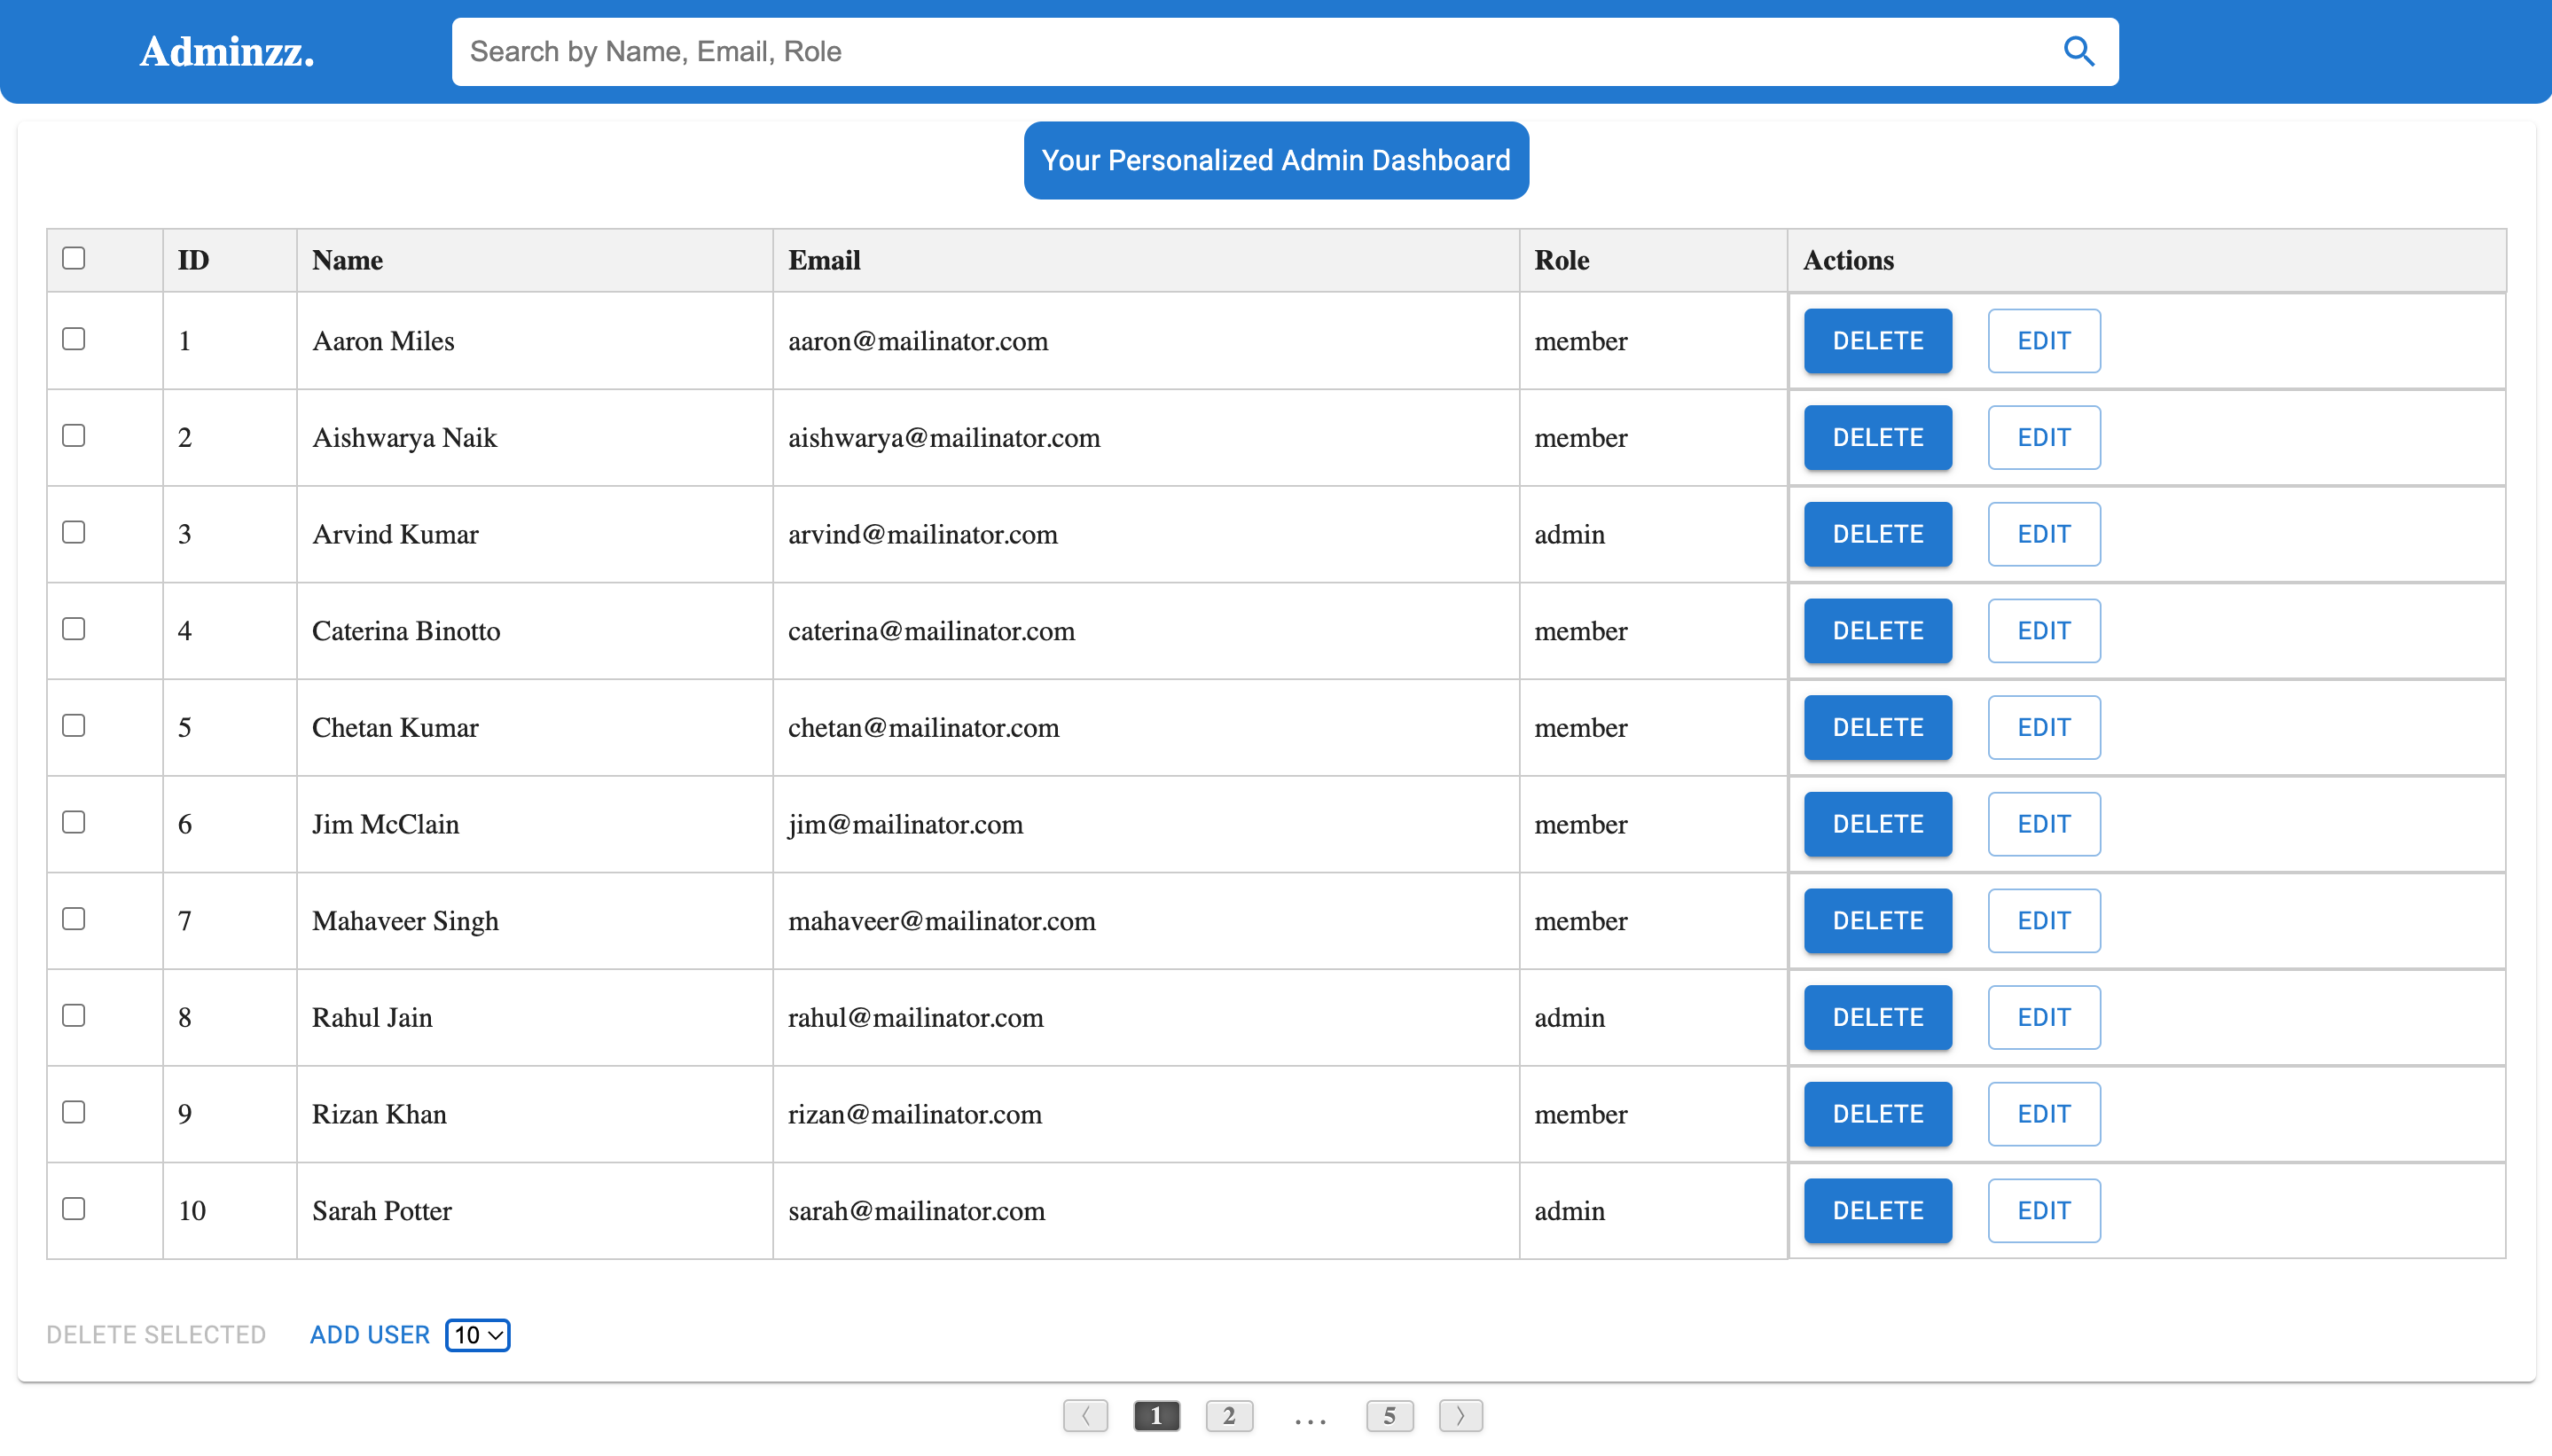 Adminzz.
Search by Name, Email, Role
Your Personalized Admin Dashboard
ID Name Email Role Actions
1 Aaron Miles aaron@mailinator.com member DELETE EDIT
2 Aishwarya Naik aishwarya@mailinator.com member DELETE EDIT
3 Arvind Kumar arvind@mailinator.com admin DELETE EDIT
4 Caterina Binotto caterina@mailinator.com member DELETE EDIT
5 Chetan Kumar chetan@mailinator.com member DELETE EDIT
6 Jim McClain jim@mailinator.com member DELETE EDIT
7 Mahaveer Singh mahaveer@mailinator.com member DELETE EDIT
8 Rahul Jain rahul@mailinator.com admin DELETE EDIT
9 Rizan Khan rizan@mailinator.com member DELETE EDIT
10 Sarah Potter sarah@mailinator.com admin DELETE EDIT
DELETE SELECTED ADD USER 10
〈 1 2 ... 5 〉